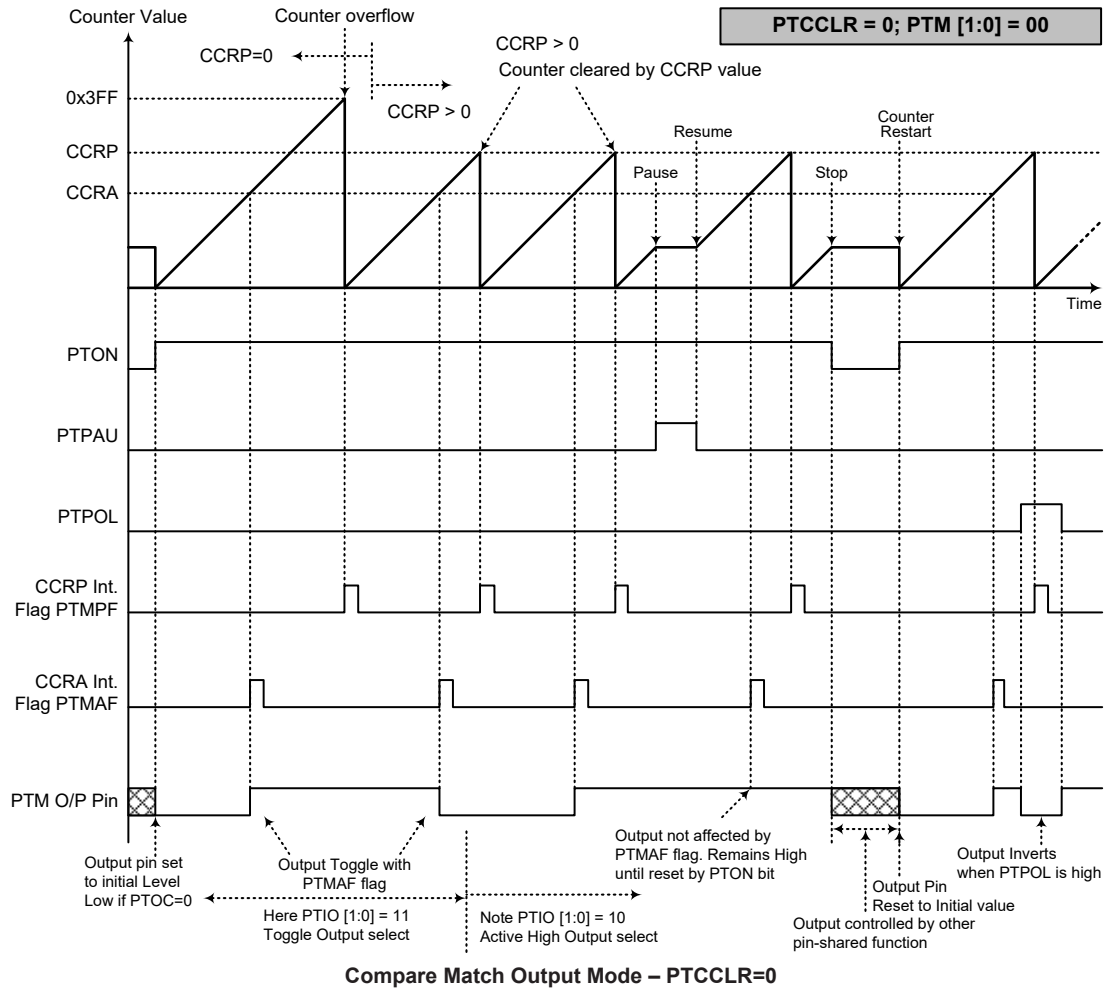 Counter Value
Counter overflow
PTCCLR = 0; PTM [1:0] = 00
CCRP=0
CCRP > 0
CCRP > 0
Counter cleared by CCRP value
0x3FF
CCRP
CCRA
Pause
Resume
Stop
Counter
Restart
Time
PTON
PTPAU
PTPOL
CCRP Int.
Flag PTMPF
CCRA Int.
Flag PTMAF
PTM O/P Pin
Output pin set
to initial Level
Low if PTOC=0
Output Toggle with
PTMAF flag
Here PTIO [1:0] = 11
Toggle Output select
Note PTIO [1:0] = 10
Active High Output select
Output not affected by
PTMAF flag. Remains High
until reset by PTON bit
Output controlled by other
pin-shared function
Output Pin
Reset to Initial value
Output Inverts
when PTPOL is high
Compare Match Output Mode – PTCCLR=0